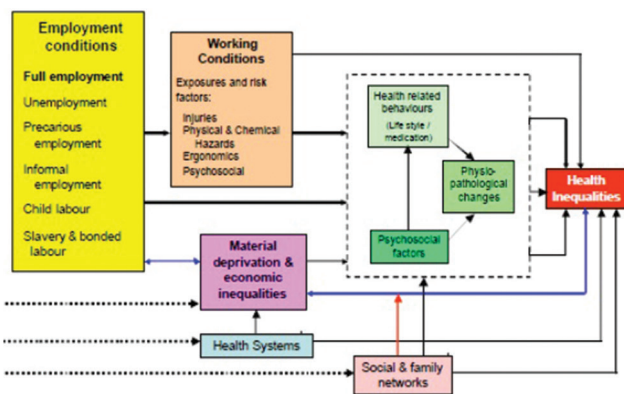 Employment
conditions
Full employment
Unemployment
Precarious
employment
Informal
employment
Child labour
Slavery & bonded
labour
Working
Conditions
Exposures and risk
factors:
Injuries
Physical & Chemical
Hazards
Ergonomics
Psychosocial
Material
deprivation &
economic
inequalities
Health Systems
Social & family
networks
Health related
behaviours
(Life style /
medication)
Physio-
pathological
changes
Psychosocial
factors
Health
Inequalities